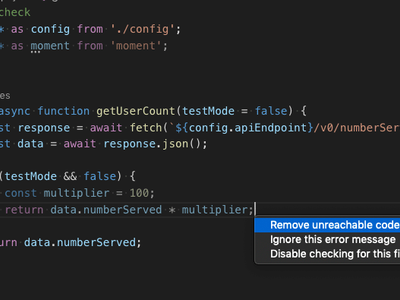 check
* as config from './config';
* as moment from 'moment';
es
async function getUserCount(testMode = false) {
st response = await fetch(`${config.apiEndpoint}/v0/numberSer
st data = await response.json();
(testMode && false) {
const multiplier = 100;
return data.numberServed * multiplier;
Remove unreachable code
Ignore this error message
Disable checking for this fi
urn data.numberServed;